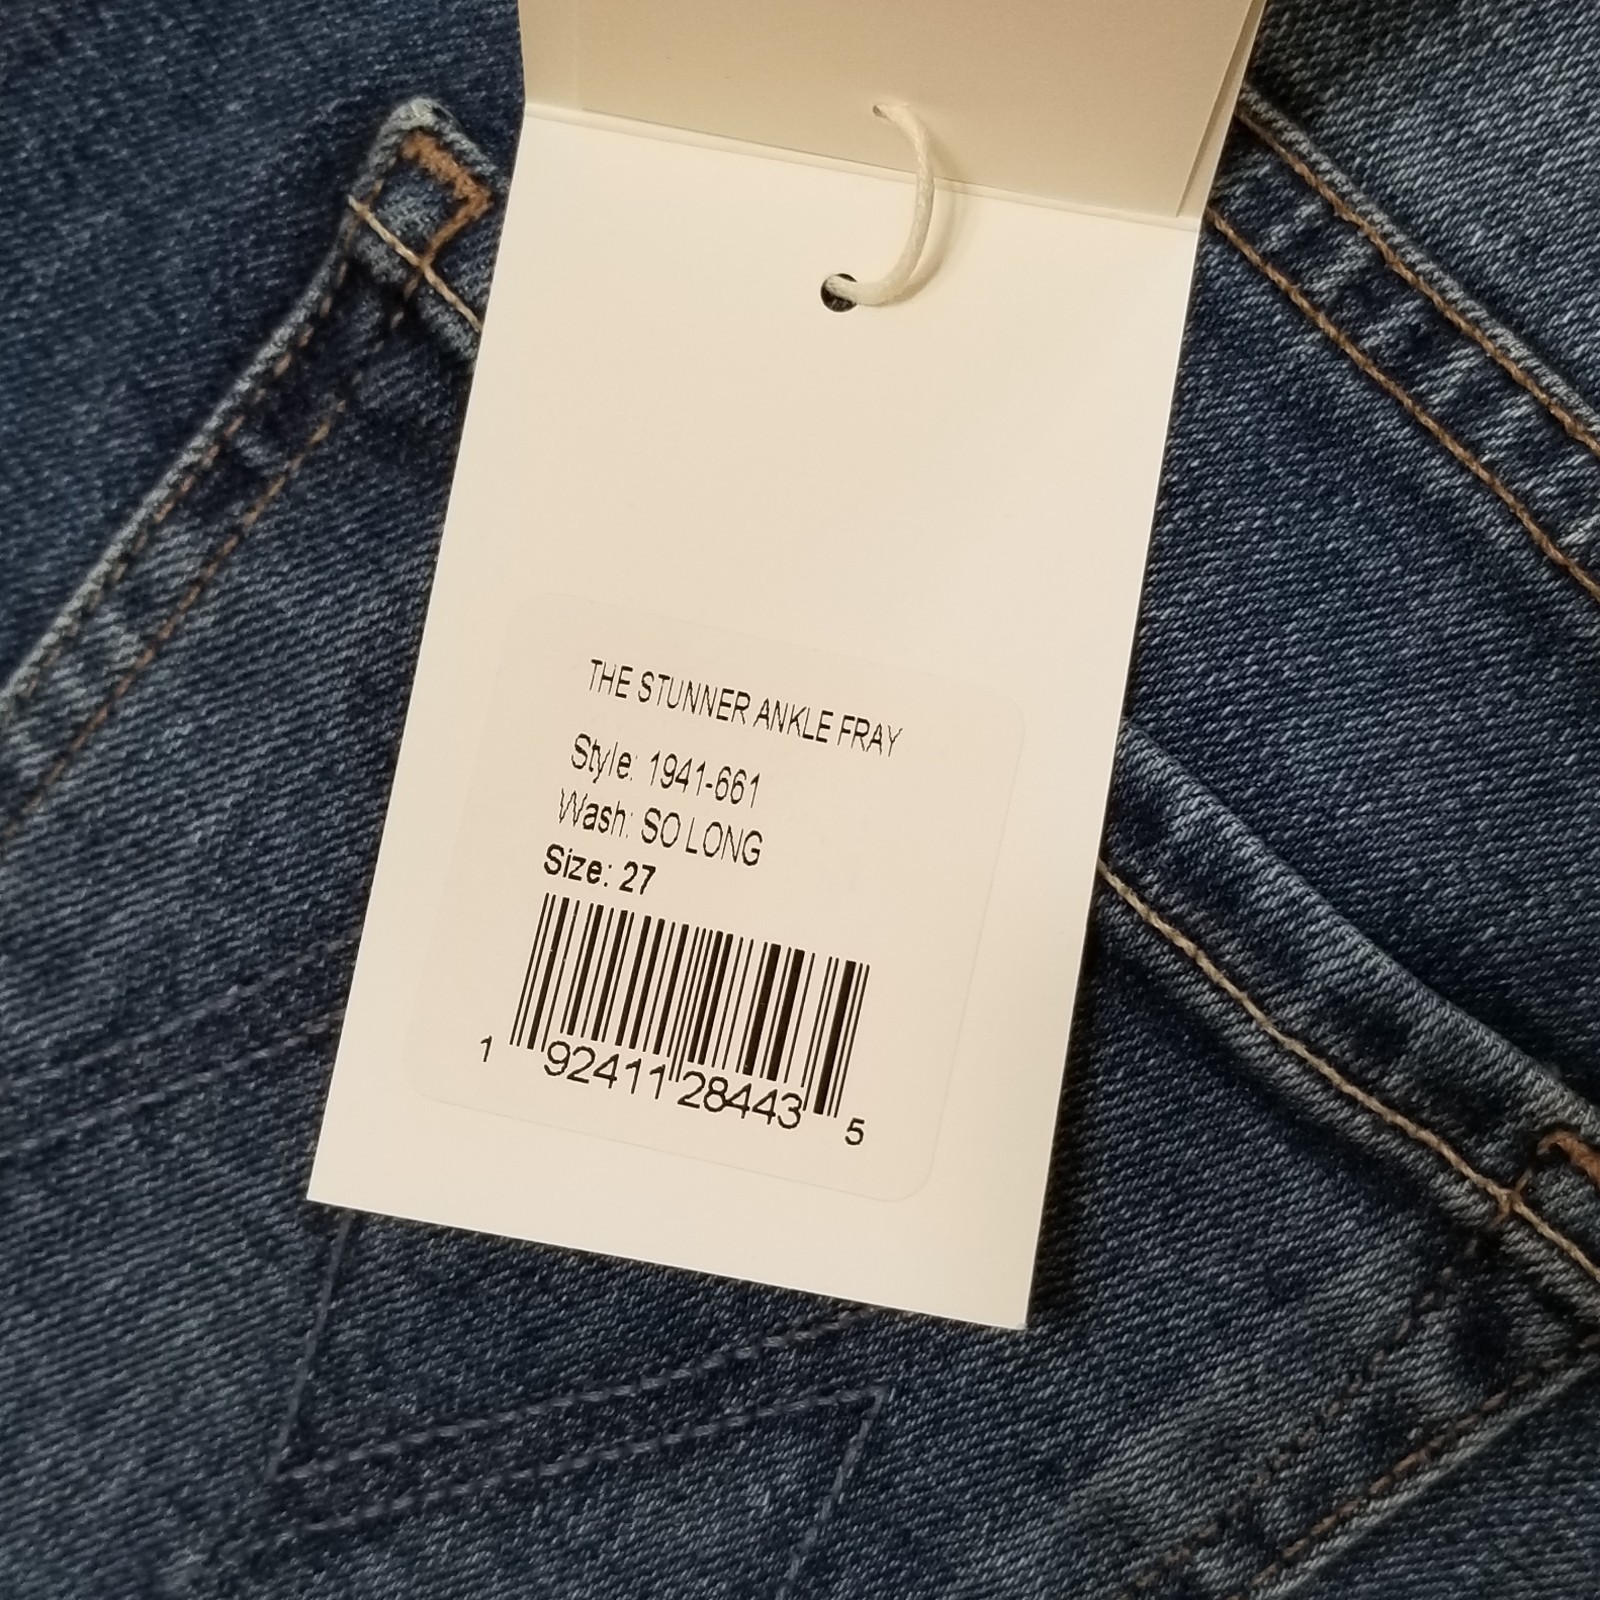 THE STUNNER ANKLE FRAY
Style: 1941-661
Wash: SO LONG
Size: 27
1 92411 28443 5